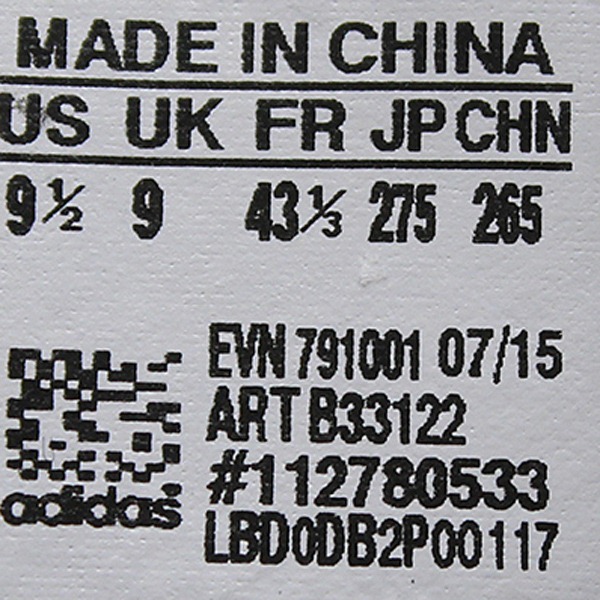 MADE IN CHINA
US UK FR JP CHN
9½ 9 43⅓ 275 265
EVN 791001 07/15
ART B33122
#112780533
LBD0DB2P00117
adidas